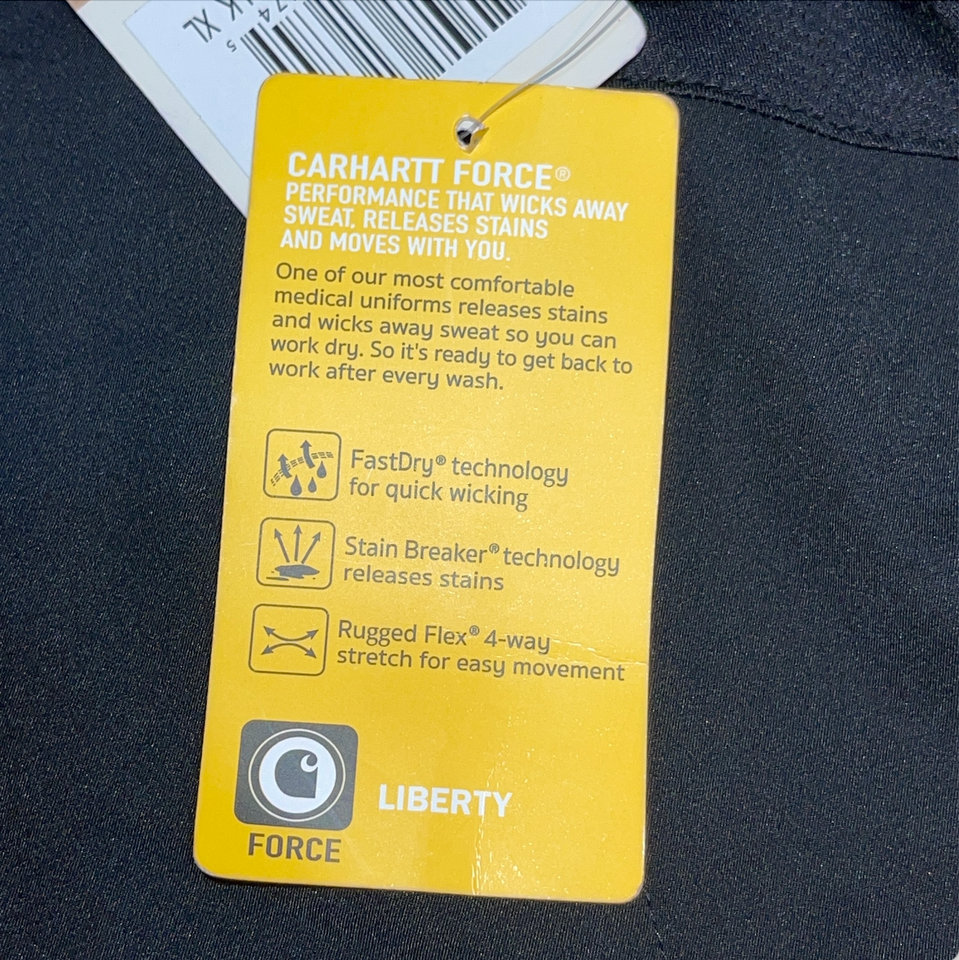 74
LK XL
5
CARHARTT FORCE®
PERFORMANCE THAT WICKS AWAY
SWEAT, RELEASES STAINS
AND MOVES WITH YOU.
One of our most comfortable
medical uniforms releases stains
and wicks away sweat so you can
work dry. So it's ready to get back to
work after every wash.
FastDry® technology
for quick wicking
Stain Breaker® technology
releases stains
Rugged Flex® 4-way
stretch for easy movement
LIBERTY
FORCE